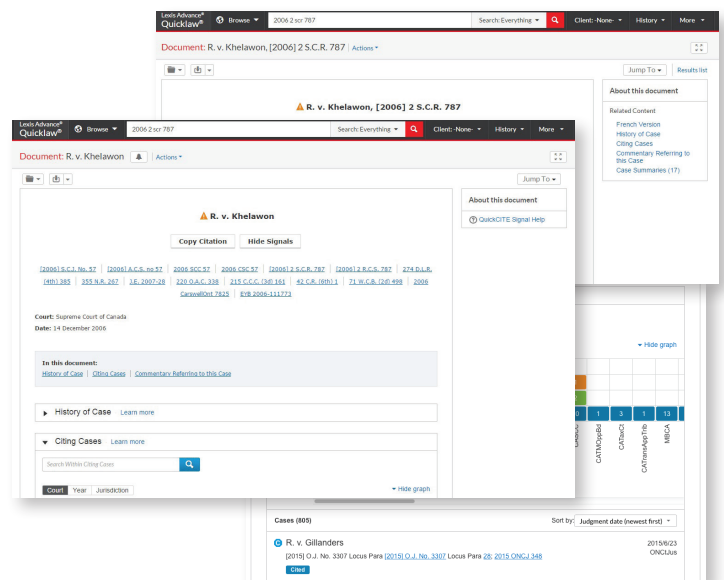 Lexis Advance®
Quicklaw® Browse 2006 2 scr 787 Search: Everything Client: -None- History More
Document: R. v. Khelawon, [2006] 2 S.C.R. 787 Actions
Jump To Results list
R. v. Khelawon, [2006] 2 S.C.R. 787
About this document
Related Content
French Version
History of Case
Citing Cases
Commentary Referring to
this Case
Case Summaries (17)
Lexis Advance®
Quicklaw® Browse 2006 2 scr 787 Search: Everything Client: -None- History More
Document: R. v. Khelawon Actions
Jump To
R. v. Khelawon
Copy Citation Hide Signals
[2006] S.C.J. No. 57 | [2006] A.C.S. no 57 | 2006 SCC 57 | 2006 CSC 57 | [2006] 2 S.C.R. 787 | [2006] 2 R.C.S. 787 | 274 D.L.R.
(4th) 385 | 355 N.R. 267 | J.E. 2007-28 | 220 O.A.C. 338 | 215 C.C.C. (3d) 161 | 42 C.R. (6th) 1 | 71 W.C.B. (2d) 498 | 2006
CarswellOnt 7825 | EYB 2006-111773
Court: Supreme Court of Canada
Date: 14 December 2006
In this document:
History of Case | Citing Cases | Commentary Referring to this Case
History of Case Learn more
Citing Cases Learn more
Search Within Citing Cases
Court Year Jurisdiction
Hide graph
About this document
QuickCITE Signal Help
Hide graph
0 1 3 1 13
CATMOppBd
CATaxCt
CATransAppTrib
MBCA
Cases (805) Sort by: Judgment date (newest first)
R. v. Gillanders 2015/6/23
[2015] O.J. No. 3307 Locus Para [2015] O.J. No. 3307 Locus Para 28; 2015 ONCJ 348 ONCtJus
Cited